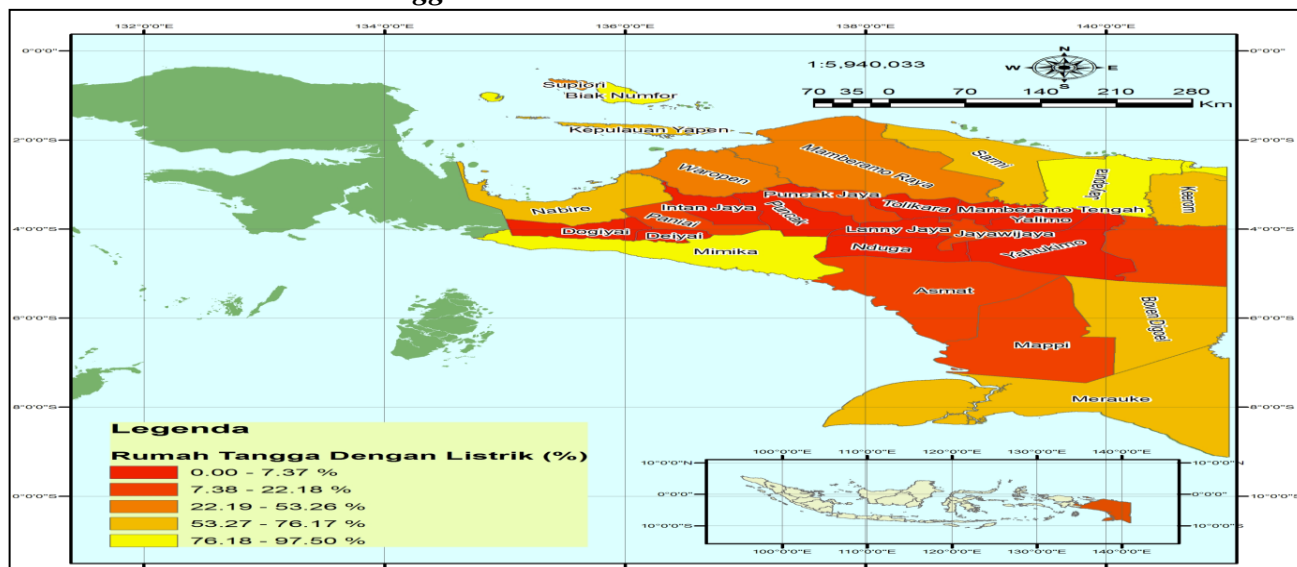 gg
132°0'0"E 134°0'0"E 136°0'0"E 138°0'0"E 140°0'0"E
0°0'0" 0°0'0"
N
W E
S
1:5,940,033
70 35 0 70 140 210 280
Km
Supiori
Biak Numfor
Kepulauan Yapen
2°0'0"S 2°0'0"S
Mamberamo Raya
Sarmi
Waropen
Jayapura
Keerom
Puncak Jaya
Nabire
Intan Jaya
Puncak
Tolikara
Mamberamo Tengah
Paniai
Yalimo
4°0'0"S 4°0'0"S
Dogiyai
Deiyai
Lanny Jaya
Jayawijaya
Mimika
Nduga
Yahukimo
Asmat
Boven Digoel
6°0'0"S 6°0'0"S
Mappi
Merauke
8°0'0"S 8°0'0"S
Legenda
Rumah Tangga Dengan Listrik (%)
0.00 - 7.37 %
7.38 - 22.18 %
22.19 - 53.26 %
53.27 - 76.17 %
76.18 - 97.50 %
0°0'0"S 0°0'0"S
100°0'0"E 110°0'0"E 120°0'0"E 130°0'0"E 140°0'0"E
10°0'0"N 10°0'0"N
0°0'0" 0°0'0"
10°0'0"S 10°0'0"S
100°0'0"E 110°0'0"E 120°0'0"E 130°0'0"E 140°0'0"E